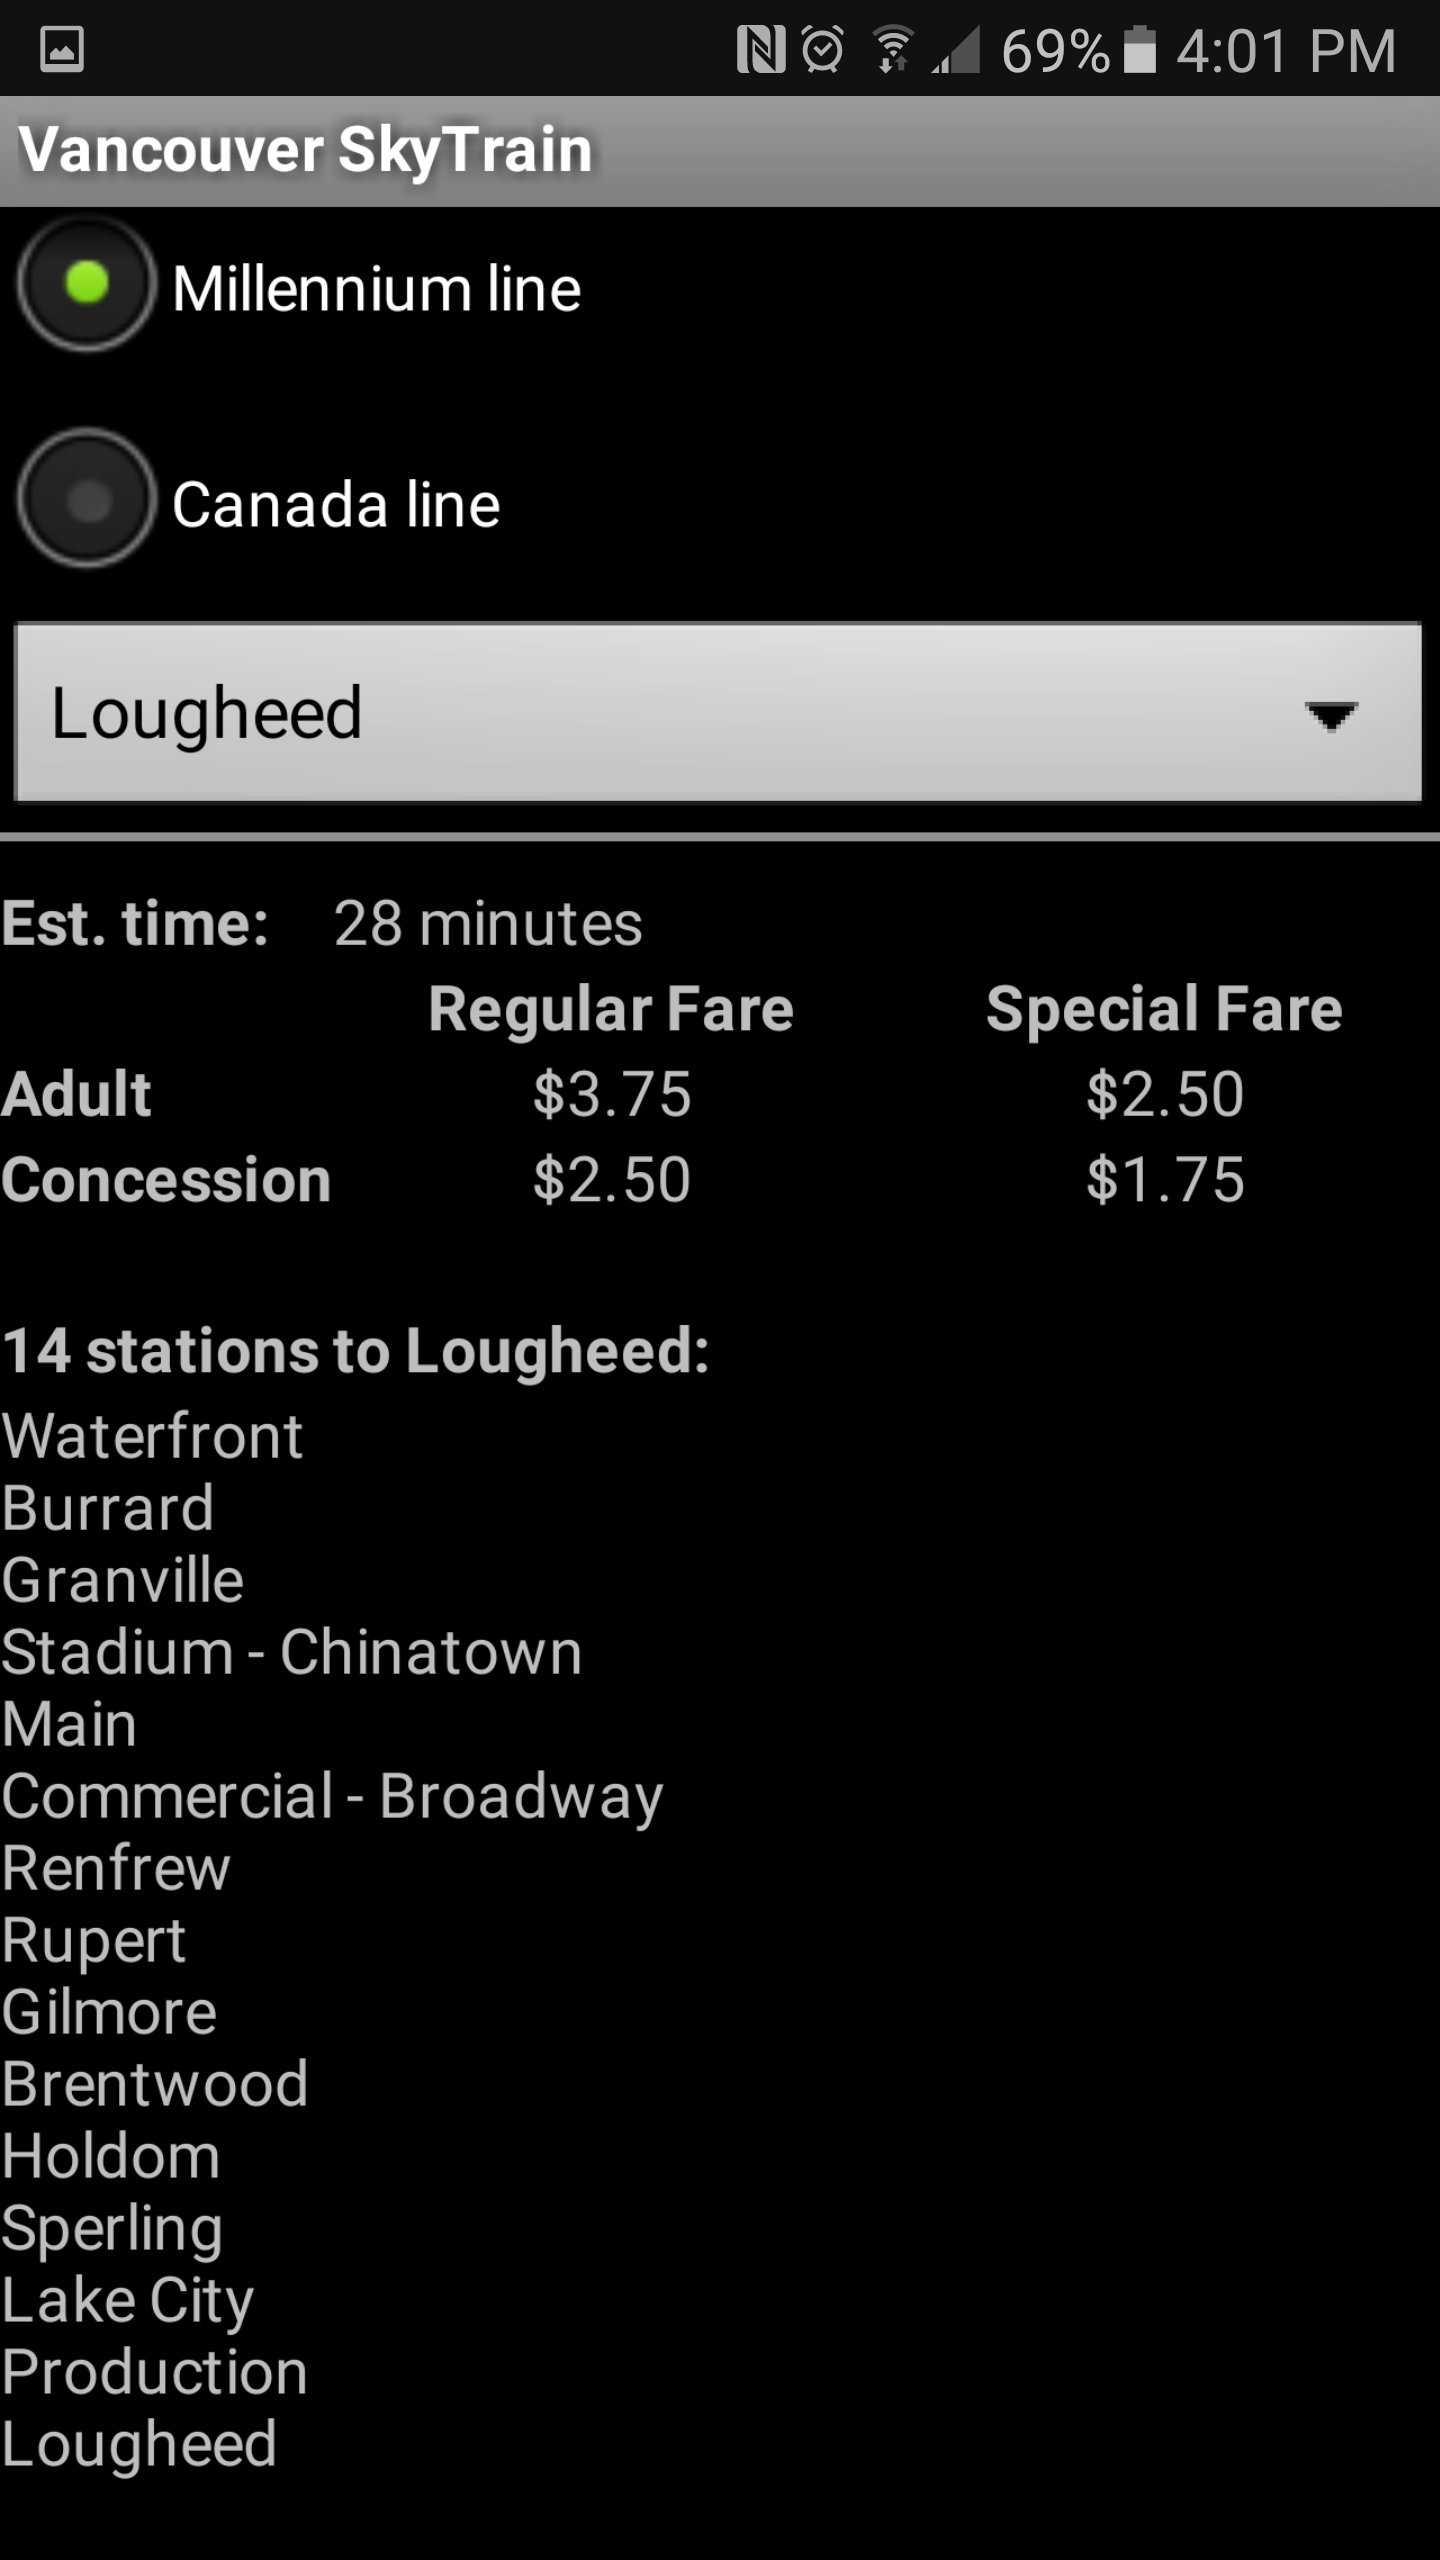 69% 4:01 PM
Vancouver SkyTrain
Millennium line
Canada line
Lougheed
Est. time: 28 minutes
Regular Fare Special Fare
Adult $3.75 $2.50
Concession $2.50 $1.75
14 stations to Lougheed:
Waterfront
Burrard
Granville
Stadium - Chinatown
Main
Commercial - Broadway
Renfrew
Rupert
Gilmore
Brentwood
Holdom
Sperling
Lake City
Production
Lougheed